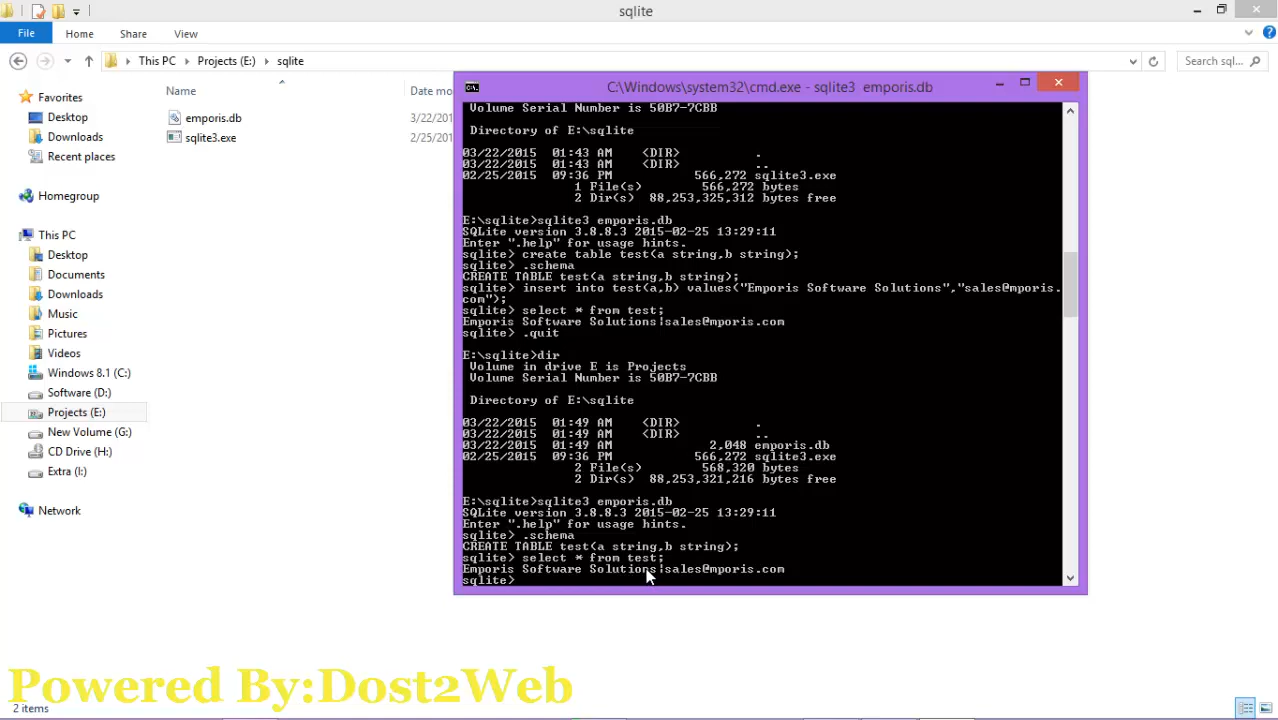 sqlite
File Home Share View
This PC Projects (E:) sqlite
Search sql...
Name Date mo
emporis.db 3/22/201
sqlite3.exe 2/25/201
Favorites
Desktop
Downloads
Recent places
Homegroup
This PC
Desktop
Documents
Downloads
Music
Pictures
Videos
Windows 8.1 (C:)
Software (D:)
Projects (E:)
New Volume (G:)
CD Drive (H:)
Extra (I:)
Network
C:\Windows\system32\cmd.exe - sqlite3 emporis.db
Volume Serial Number is 50B7-7CBB
Directory of E:\sqlite
03/22/2015 01:43 AM <DIR> .
03/22/2015 01:43 AM <DIR> ..
02/25/2015 09:36 PM 566,272 sqlite3.exe
1 File(s) 566,272 bytes
2 Dir(s) 88,253,325,312 bytes free
E:\sqlite>sqlite3 emporis.db
SQLite version 3.8.8.3 2015-02-25 13:29:11
Enter ".help" for usage hints.
sqlite> create table test(a string,b string);
sqlite> .schema
CREATE TABLE test(a string,b string);
sqlite> insert into test(a,b) values("Emporis Software Solutions","sales@mporis.
com");
sqlite> select * from test;
Emporis Software Solutions|sales@mporis.com
sqlite> .quit
E:\sqlite>dir
Volume in drive E is Projects
Volume Serial Number is 50B7-7CBB
Directory of E:\sqlite
03/22/2015 01:49 AM <DIR> .
03/22/2015 01:49 AM <DIR> ..
03/22/2015 01:49 AM 2,048 emporis.db
02/25/2015 09:36 PM 566,272 sqlite3.exe
2 File(s) 568,320 bytes
2 Dir(s) 88,253,321,216 bytes free
E:\sqlite>sqlite3 emporis.db
SQLite version 3.8.8.3 2015-02-25 13:29:11
Enter ".help" for usage hints.
sqlite> .schema
CREATE TABLE test(a string,b string);
sqlite> select * from test;
Emporis Software Solutions|sales@mporis.com
sqlite>
Powered By:Dost2Web
2 items